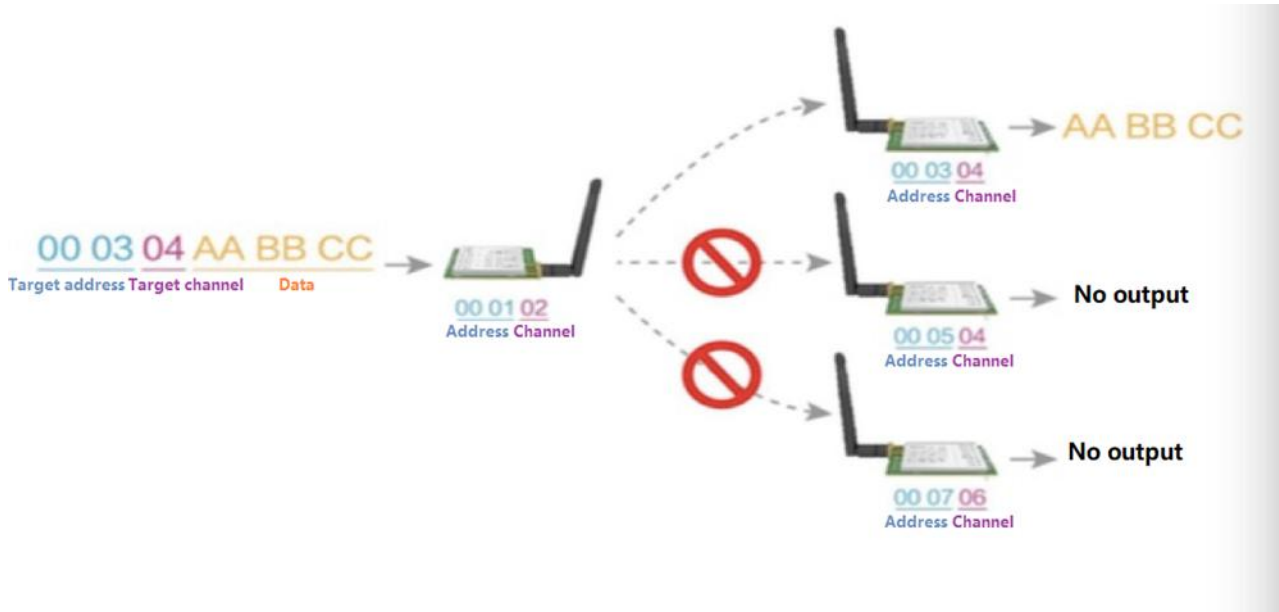 00 03 04 AA BB CC
Target address Target channel Data
00 01 02
Address Channel
AA BB CC
00 03 04
Address Channel
No output
00 05 04
Address Channel
No output
00 07 06
Address Channel